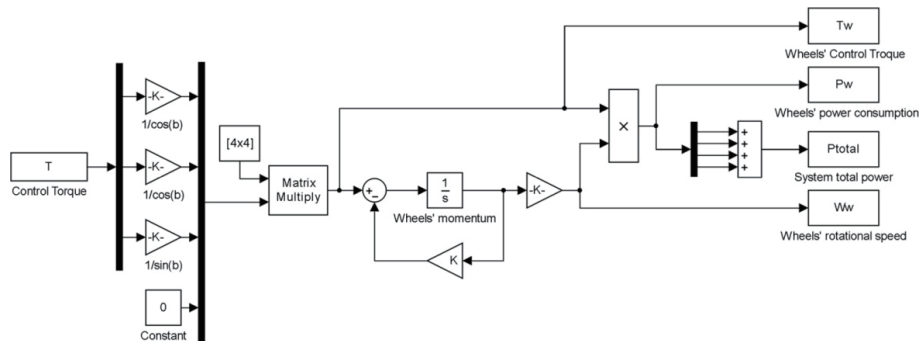 T
Control Torque
-K-
1/cos(b)
-K-
1/cos(b)
-K-
1/sin(b)
0
Constant
[4x4]
Matrix
Multiply
+
−
1
s
Wheels' momentum
K
-K-
×
+
+
+
+
Tw
Wheels' Control Troque
Pw
Wheels' power consumption
Ptotal
System total power
Ww
Wheels' rotational speed